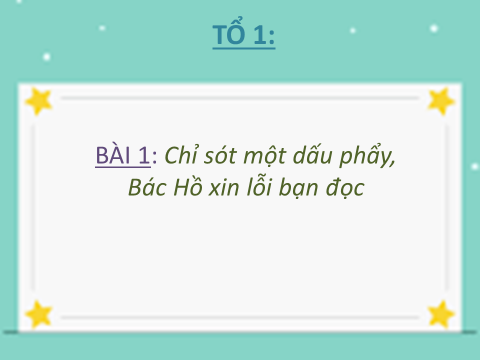 TỔ 1:
BÀI 1: Chỉ sót một dấu phẩy,
Bác Hồ xin lỗi bạn đọc